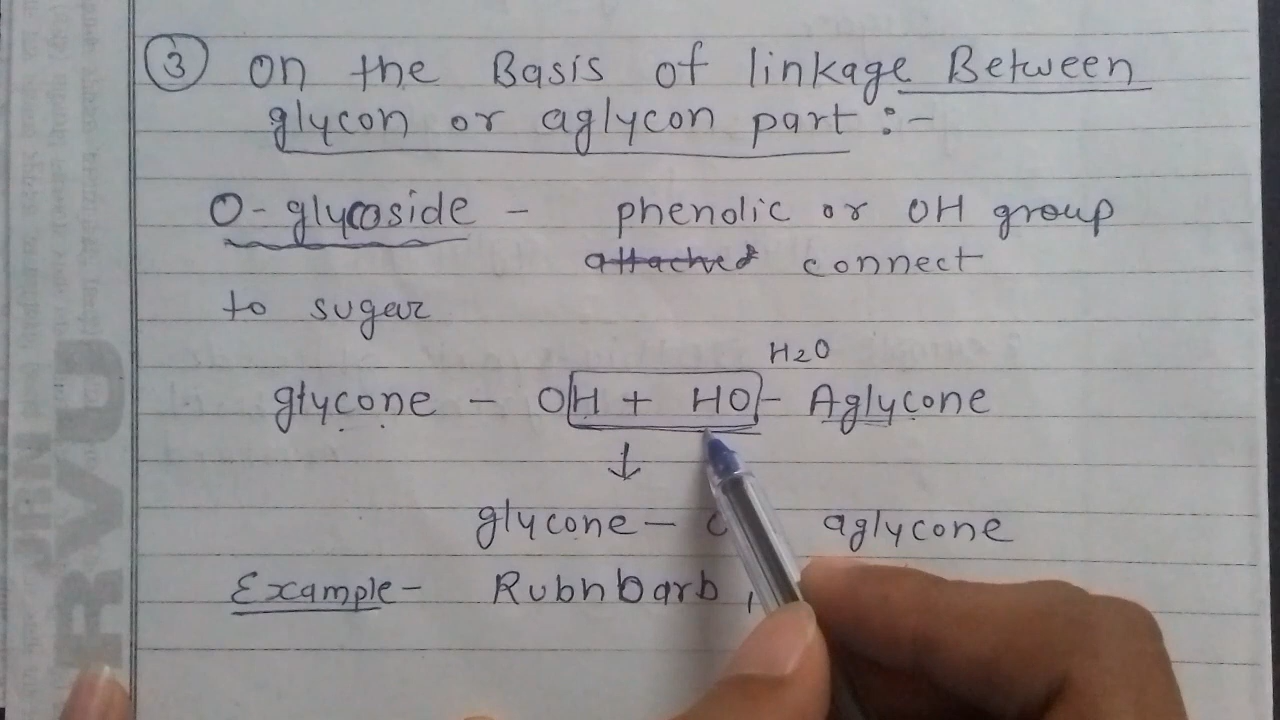 3 on the Basis of linkage Between
glycon or aglycon part :-
O-glycoside - phenolic or OH group
attached connect
to sugar
H2O
glycone - OH + HO - Aglycone
↓
glycone - aglycone
Example - Rubhbarb,
RVU